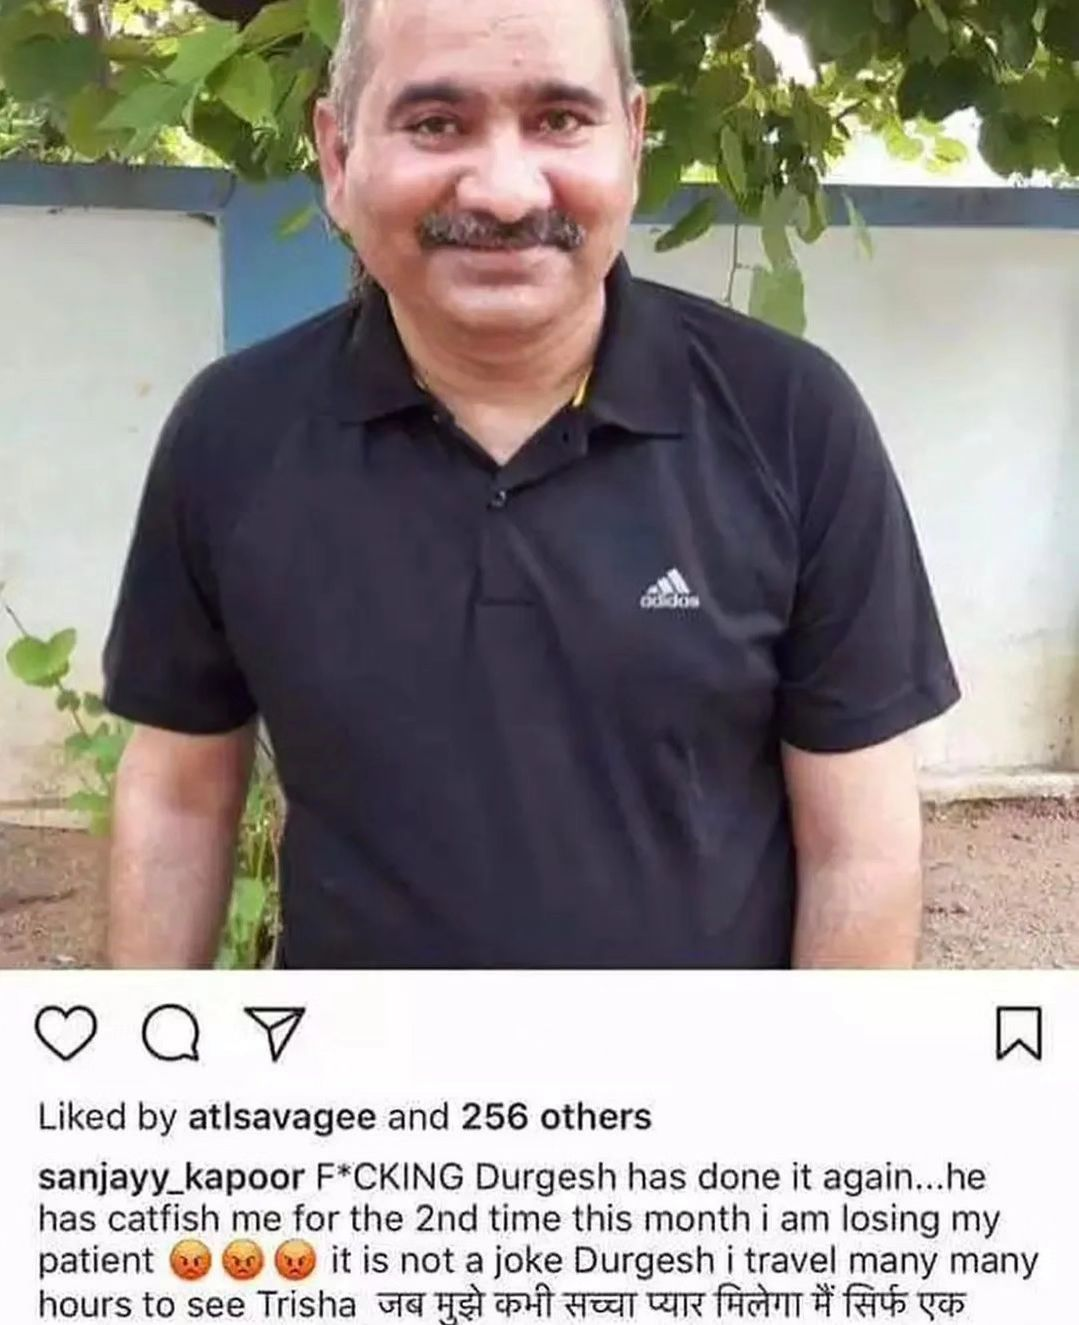 adidas
Liked by atlsavagee and 256 others
sanjayy_kapoor F*CKING Durgesh has done it again...he
has catfish me for the 2nd time this month i am losing my
patient 😡 😡 😡 it is not a joke Durgesh i travel many many
hours to see Trisha जब मुझे कभी सच्चा प्यार मिलेगा मैं सिर्फ एक